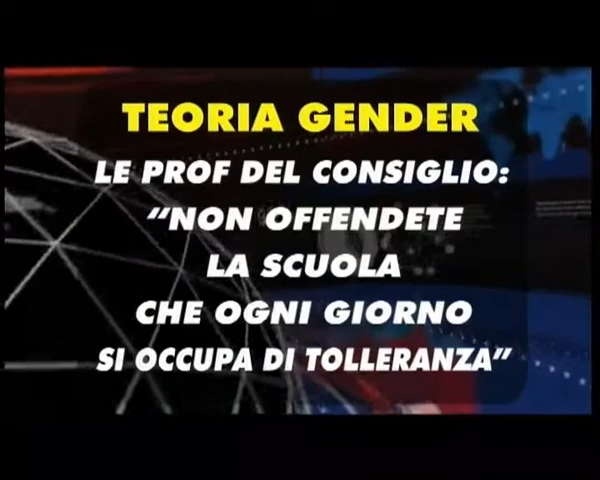 TEORIA GENDER
LE PROF DEL CONSIGLIO:
“NON OFFENDETE
LA SCUOLA
CHE OGNI GIORNO
SI OCCUPA DI TOLLERANZA”